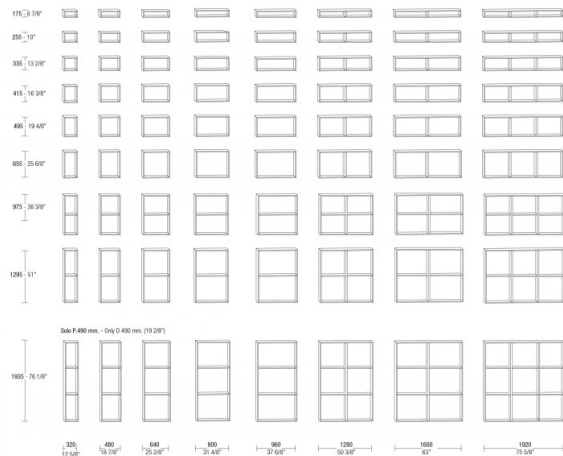 175 - 6 7/8"
255 - 10"
335 - 13 2/8"
415 - 16 3/8"
495 - 19 4/8"
655 - 25 6/8"
975 - 38 3/8"
1295 - 51"
Solo P.490 mm. - Only D 490 mm. (19 2/8")
1935 - 76 1/8"
320 480 640 800 960 1280 1600 1920
12 5/8" 18 7/8" 25 2/8" 31 4/8" 37 6/8" 50 3/8" 63" 75 5/8"